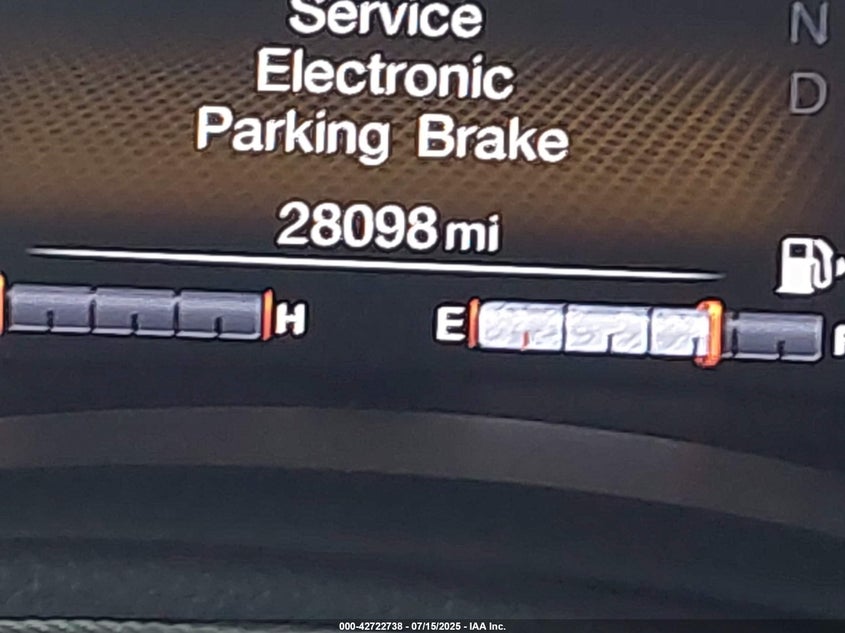 Service
N
Electronic
D
Parking Brake
28098 mi
H
E
000-42722738 - 07/15/2025 - IAA Inc.